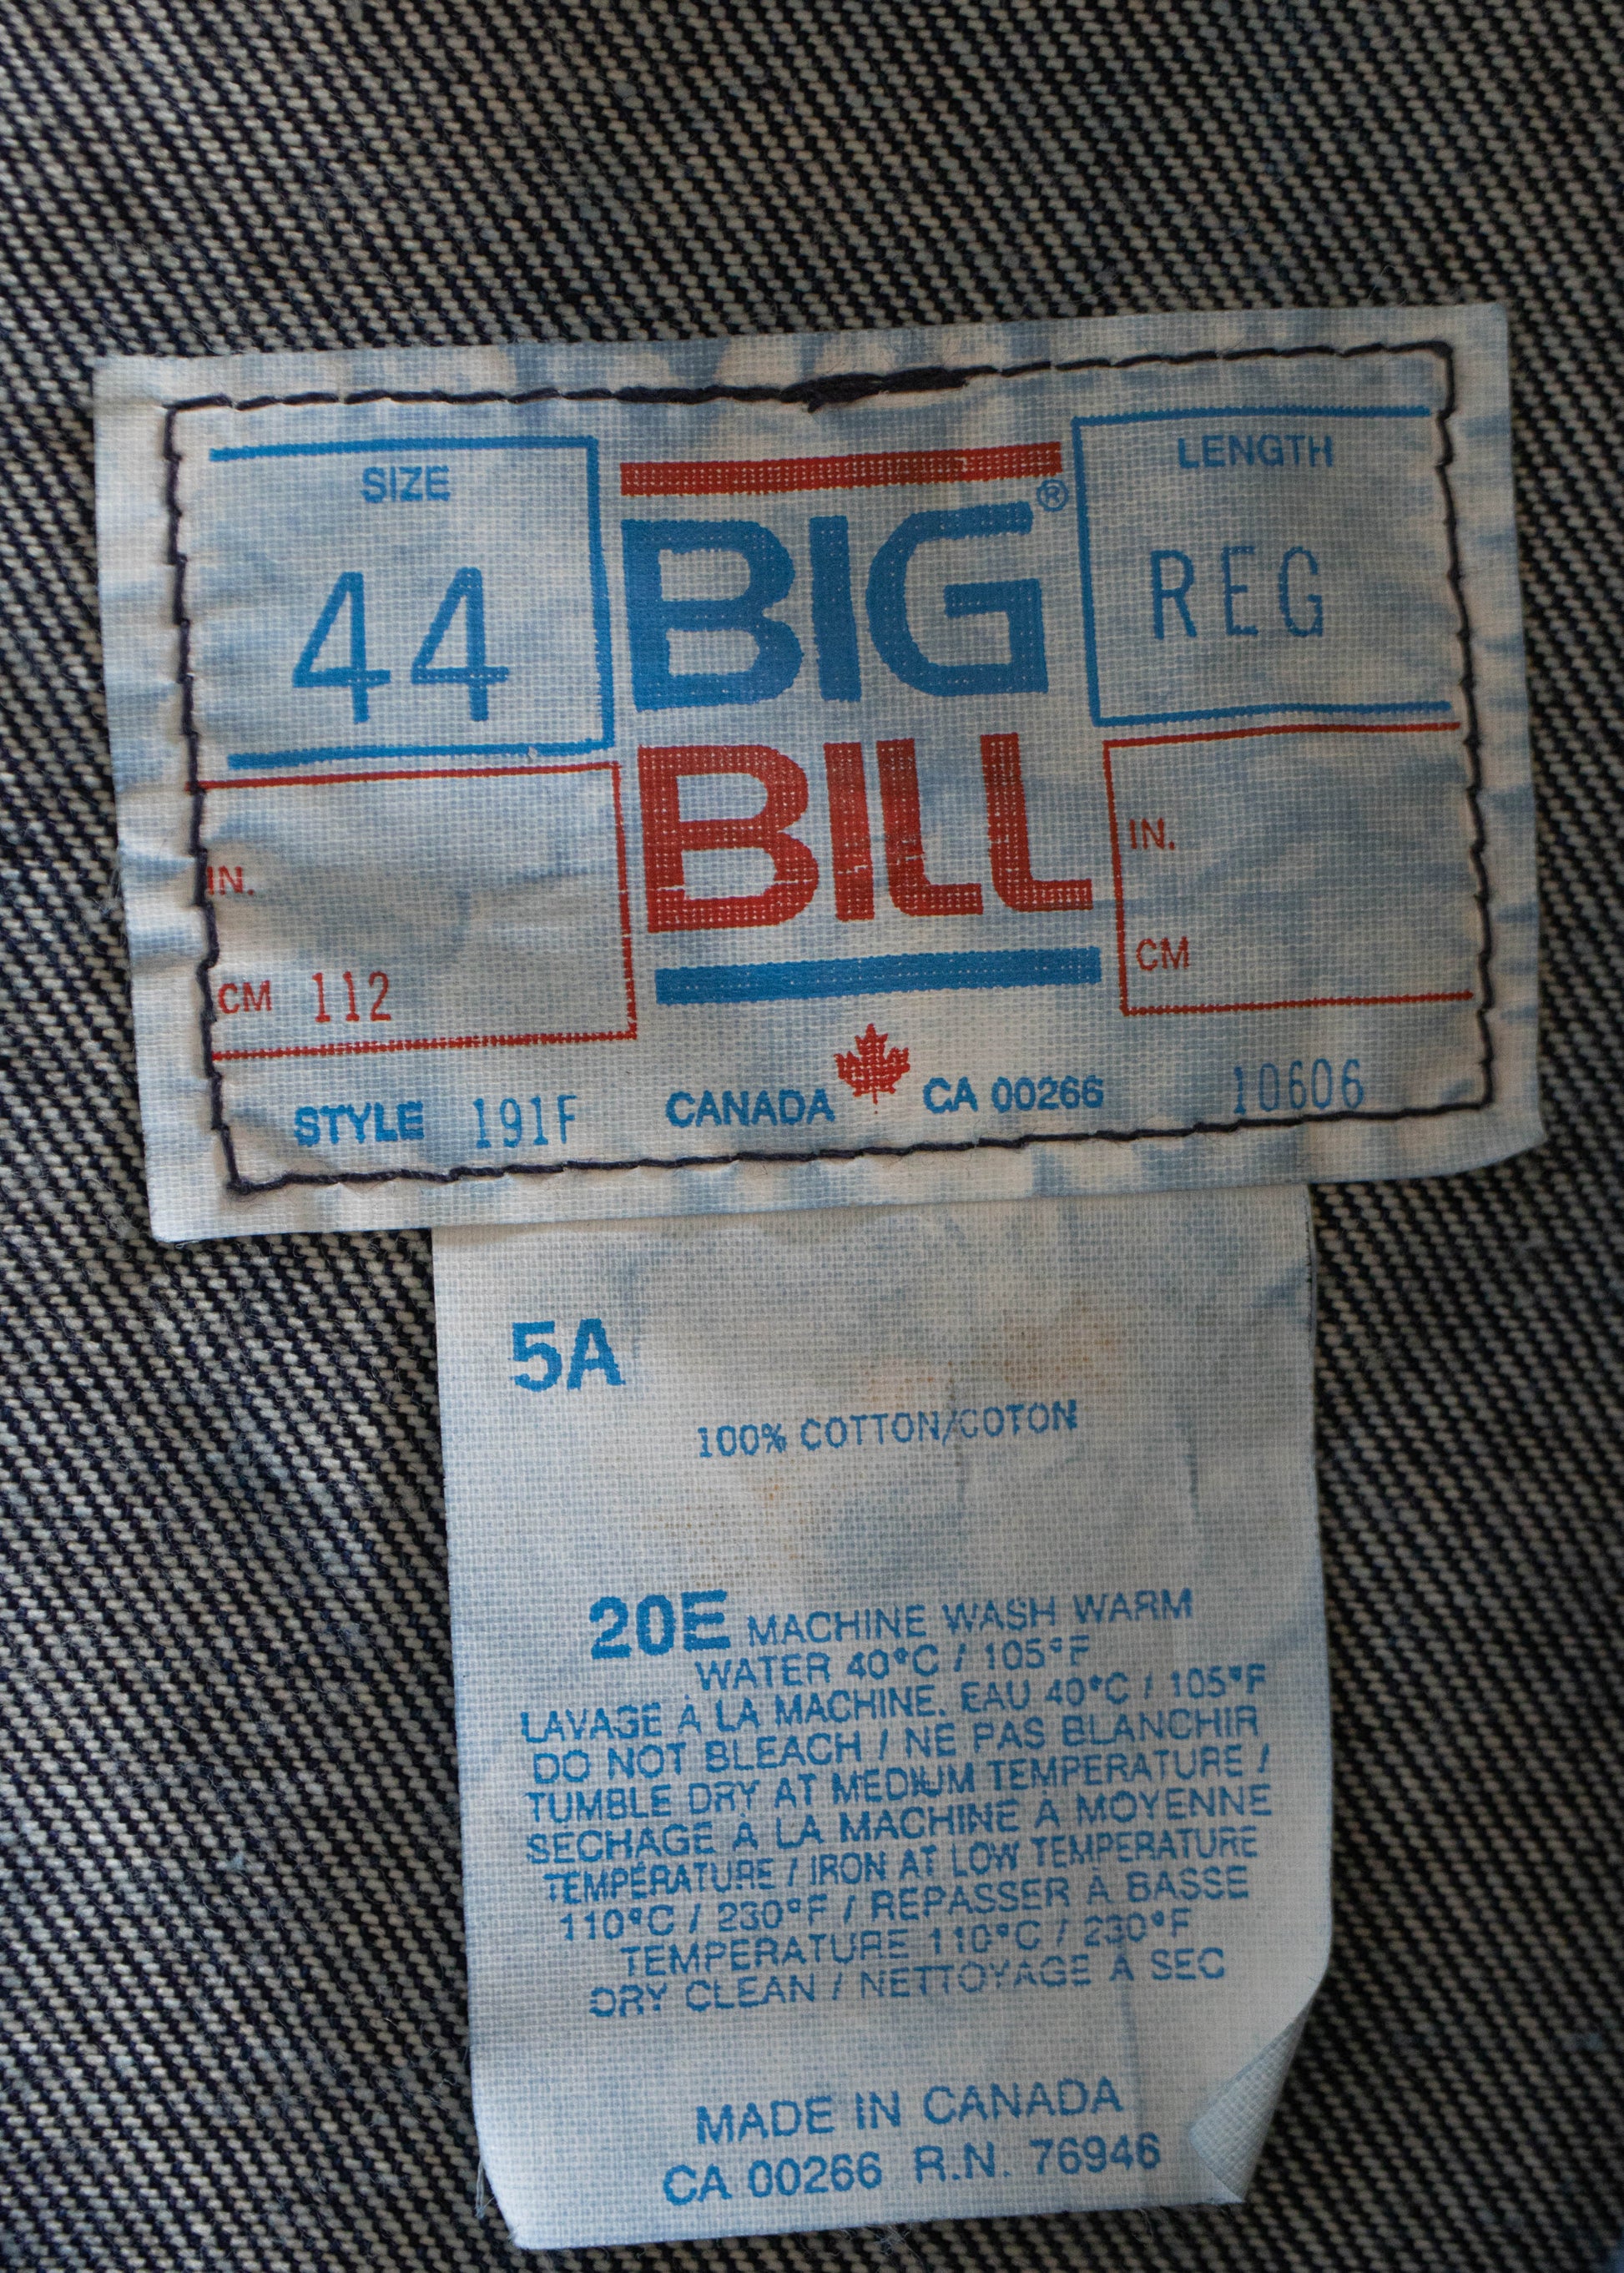 SIZE
44
BIG®
BILL
LENGTH
REG
IN.
CM 112
IN.
CM
STYLE 191F CANADA CA 00266 10606
5A
100% COTTON/COTON
20E MACHINE WASH WARM
WATER 40°C / 105°F
LAVAGE À LA MACHINE. EAU 40°C / 105°F
DO NOT BLEACH / NE PAS BLANCHIR
TUMBLE DRY AT MEDIUM TEMPERATURE /
SECHAGE À LA MACHINE À MOYENNE
TEMPÉRATURE / IRON AT LOW TEMPERATURE
110°C / 230°F / REPASSER À BASSE
TEMPERATURE 110°C / 230°F
DRY CLEAN / NETTOYAGE À SEC
MADE IN CANADA
CA 00266 R.N. 76946